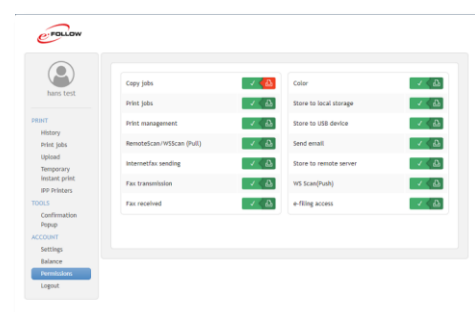 e-FOLLOW
hans test
PRINT
History
Print jobs
Upload
Temporary
Instant print
IPP Printers
TOOLS
Confirmation
Popup
ACCOUNT
Settings
Balance
Permissions
Logout
Copy jobs
Print jobs
Print management
RemoteScan/WSScan (Pull)
Internetfax sending
Fax transmission
Fax received
Color
Store to local storage
Store to USB device
Send email
Store to remote server
WS Scan(Push)
e-filing access